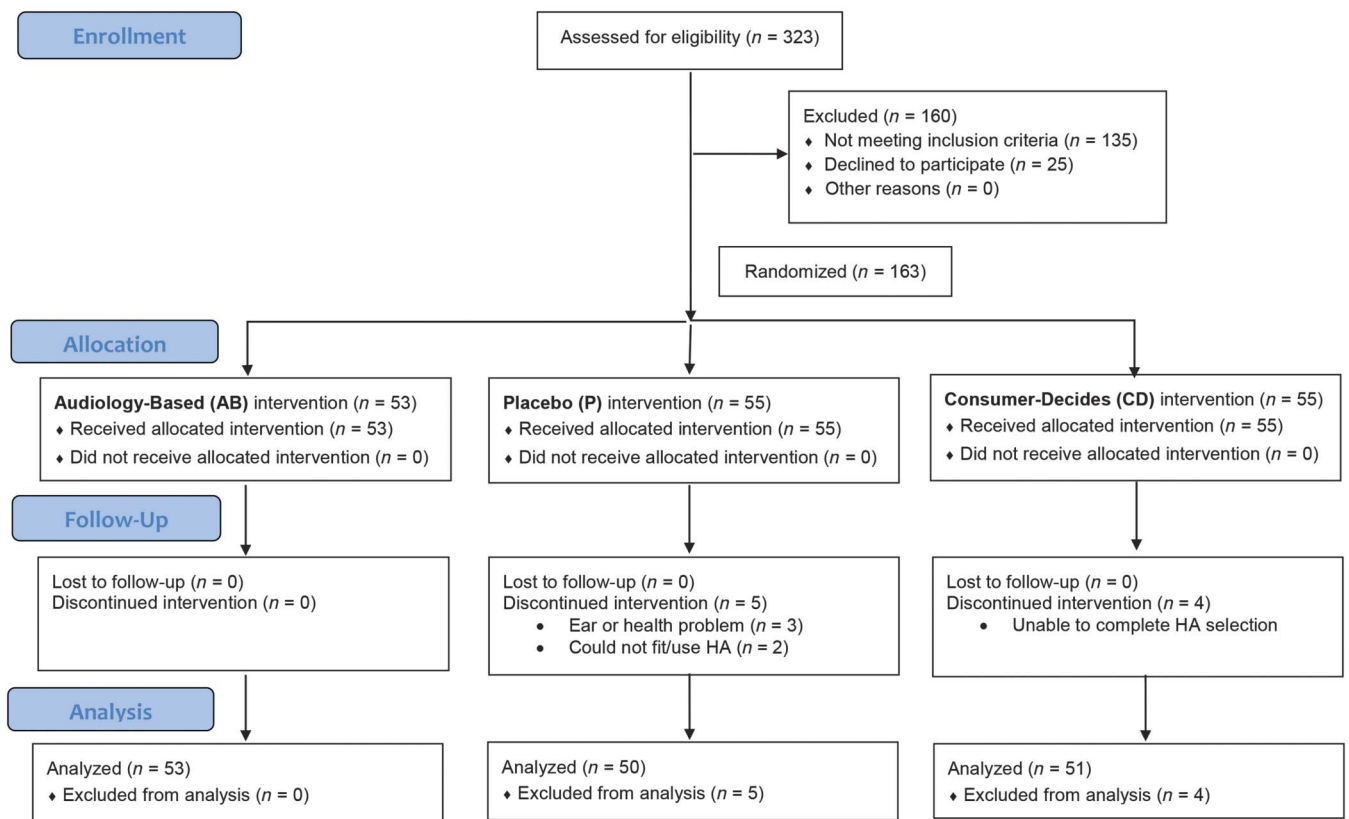 Enrollment
Assessed for eligibility (n = 323)
Excluded (n = 160)
♦ Not meeting inclusion criteria (n = 135)
♦ Declined to participate (n = 25)
♦ Other reasons (n = 0)
Randomized (n = 163)
Allocation
Audiology-Based (AB) intervention (n = 53)
♦ Received allocated intervention (n = 53)
♦ Did not receive allocated intervention (n = 0)
Placebo (P) intervention (n = 55)
♦ Received allocated intervention (n = 55)
♦ Did not receive allocated intervention (n = 0)
Consumer-Decides (CD) intervention (n = 55)
♦ Received allocated intervention (n = 55)
♦ Did not receive allocated intervention (n = 0)
Follow-Up
Lost to follow-up (n = 0)
Discontinued intervention (n = 0)
Lost to follow-up (n = 0)
Discontinued intervention (n = 5)
• Ear or health problem (n = 3)
• Could not fit/use HA (n = 2)
Lost to follow-up (n = 0)
Discontinued intervention (n = 4)
• Unable to complete HA selection
Analysis
Analyzed (n = 53)
♦ Excluded from analysis (n = 0)
Analyzed (n = 50)
♦ Excluded from analysis (n = 5)
Analyzed (n = 51)
♦ Excluded from analysis (n = 4)